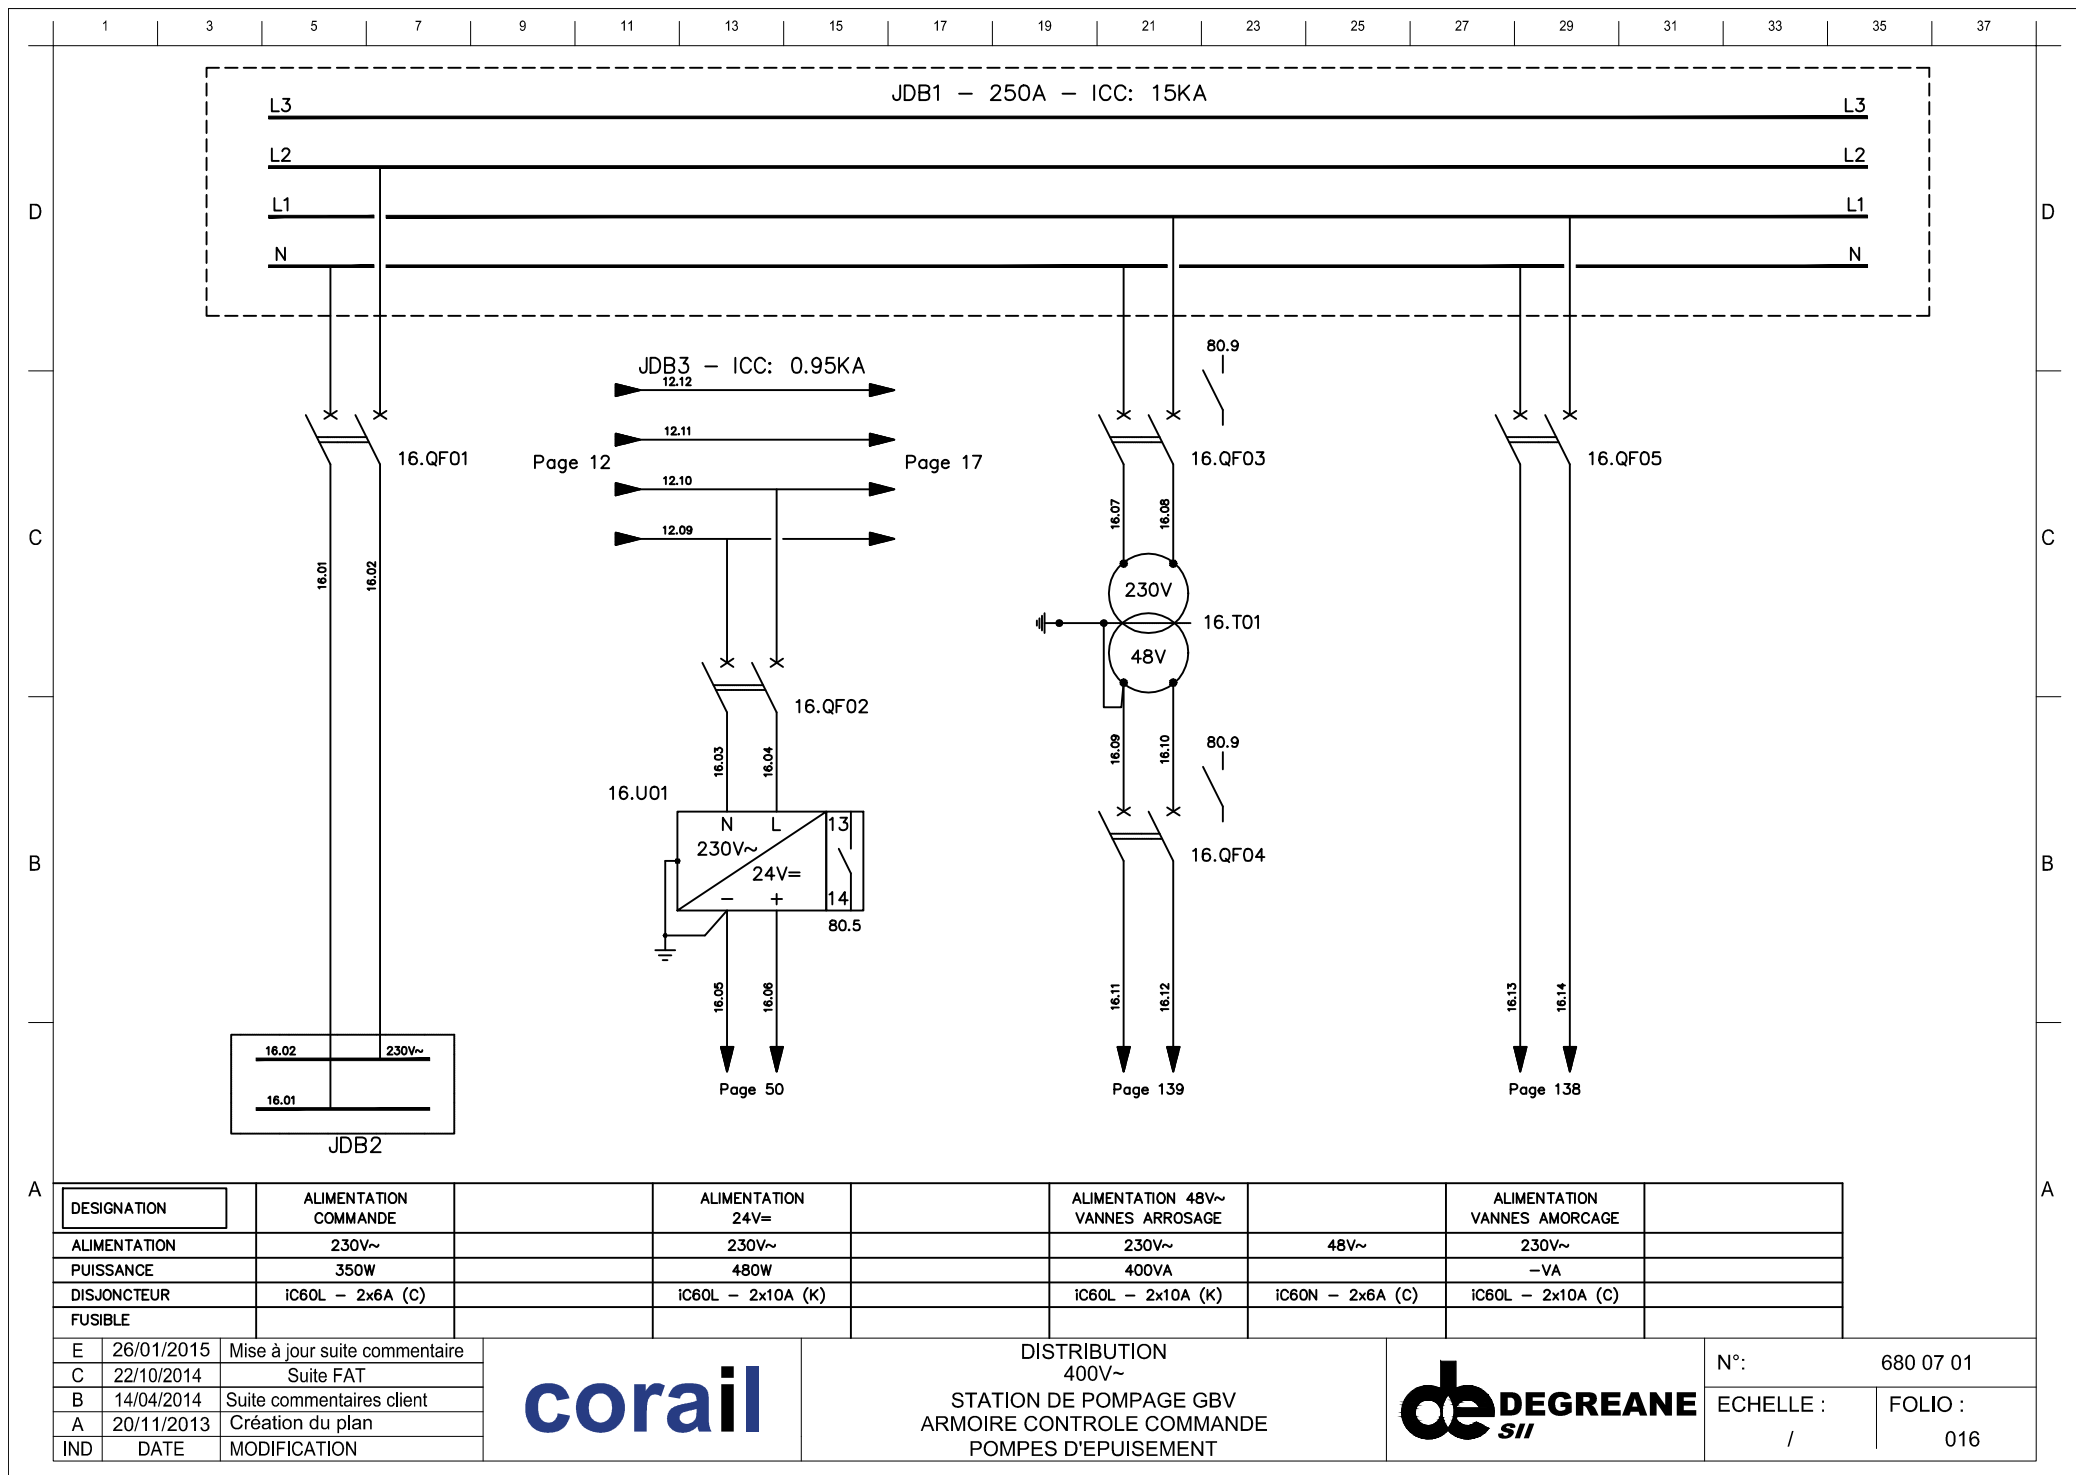 1 3 5 7 9 11 13 15 17 19 21 23 25 27 29 31 33 35 37
JDB1 - 250A - ICC: 15KA
L3 L3
L2 L2
D L1 L1 D
N N
80.9
JDB3 - ICC: 0.95KA
12.12
12.11
16.QF01 Page 12 Page 17 16.QF03 16.QF05
12.10
16.07 16.08
C 12.09 C
16.01 16.02
230V
16.T01
48V
16.QF02
16.03 16.04 16.09 16.10 80.9
16.U01
N L 13
230V~
16.QF04
B 24V= B
- + 14
80.5
16.05 16.06 16.11 16.12 16.13 16.14
16.02 230V~
Page 50 Page 139 Page 138
16.01
JDB2
A A
DESIGNATION ALIMENTATION COMMANDE ALIMENTATION 24V= ALIMENTATION 48V~ VANNES ARROSAGE ALIMENTATION VANNES AMORCAGE
ALIMENTATION 230V~ 230V~ 230V~ 48V~ 230V~
PUISSANCE 350W 480W 400VA -VA
DISJONCTEUR iC60L - 2x6A (C) iC60L - 2x10A (K) iC60L - 2x10A (K) iC60N - 2x6A (C) iC60L - 2x10A (C)
FUSIBLE
E 26/01/2015 Mise à jour suite commentaire
C 22/10/2014 Suite FAT
B 14/04/2014 Suite commentaires client
A 20/11/2013 Création du plan
IND DATE MODIFICATION
corail
DISTRIBUTION
400V~
STATION DE POMPAGE GBV
ARMOIRE CONTROLE COMMANDE
POMPES D'EPUISEMENT
de DEGREANE
SII
N°: 680 07 01
ECHELLE : FOLIO :
/ 016